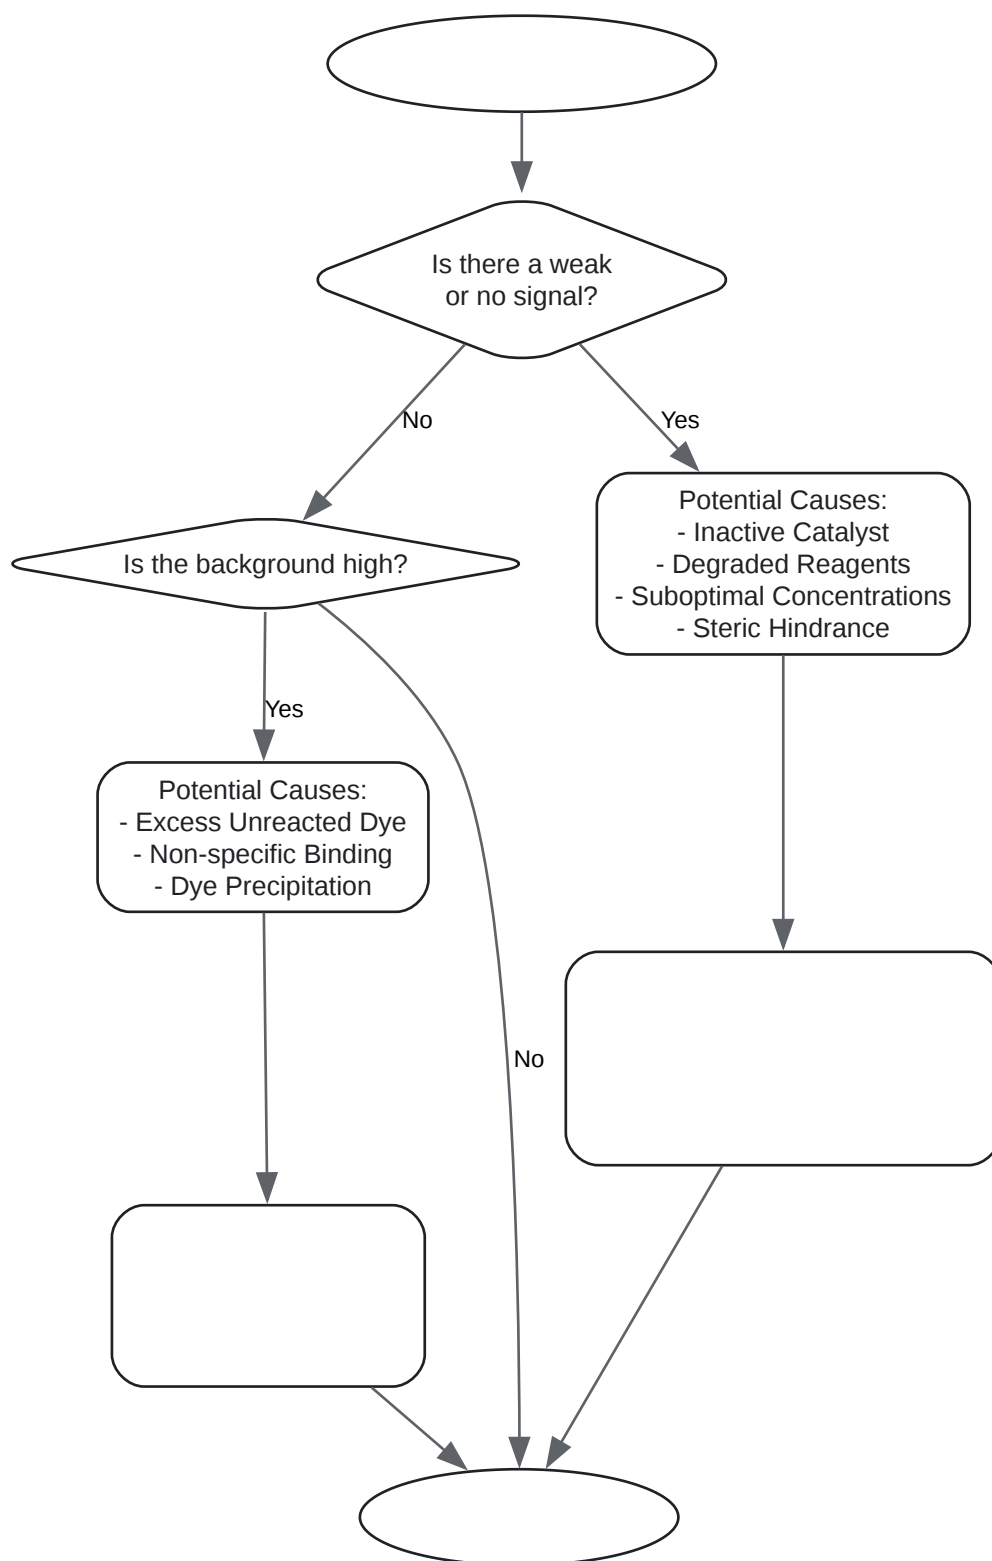 Is there a weak
or no signal?
No
Yes
Potential Causes:
- Inactive Catalyst
- Degraded Reagents
- Suboptimal Concentrations
- Steric Hindrance
Is the background high?
Yes
Potential Causes:
- Excess Unreacted Dye
- Non-specific Binding
- Dye Precipitation
No